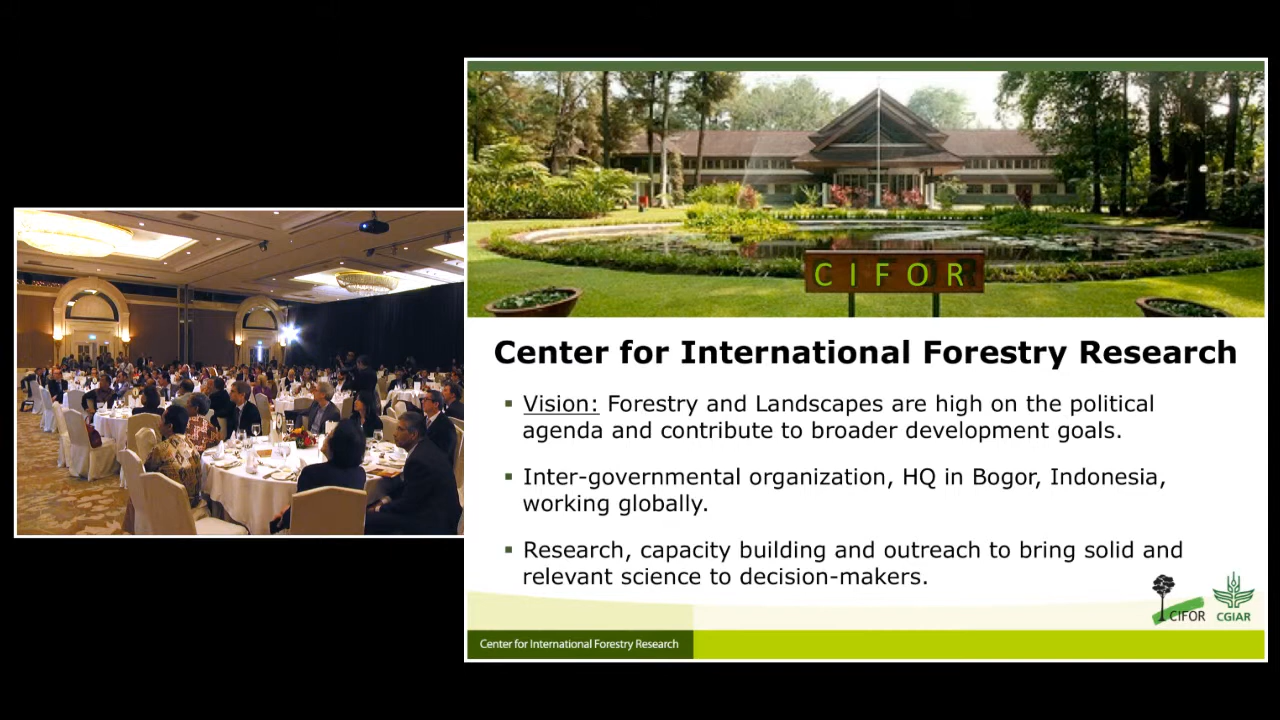 CIFOR
Center for International Forestry Research
▪ Vision: Forestry and Landscapes are high on the political
agenda and contribute to broader development goals.
▪ Inter-governmental organization, HQ in Bogor, Indonesia,
working globally.
▪ Research, capacity building and outreach to bring solid and
relevant science to decision-makers.
CIFOR
CGIAR
Center for International Forestry Research